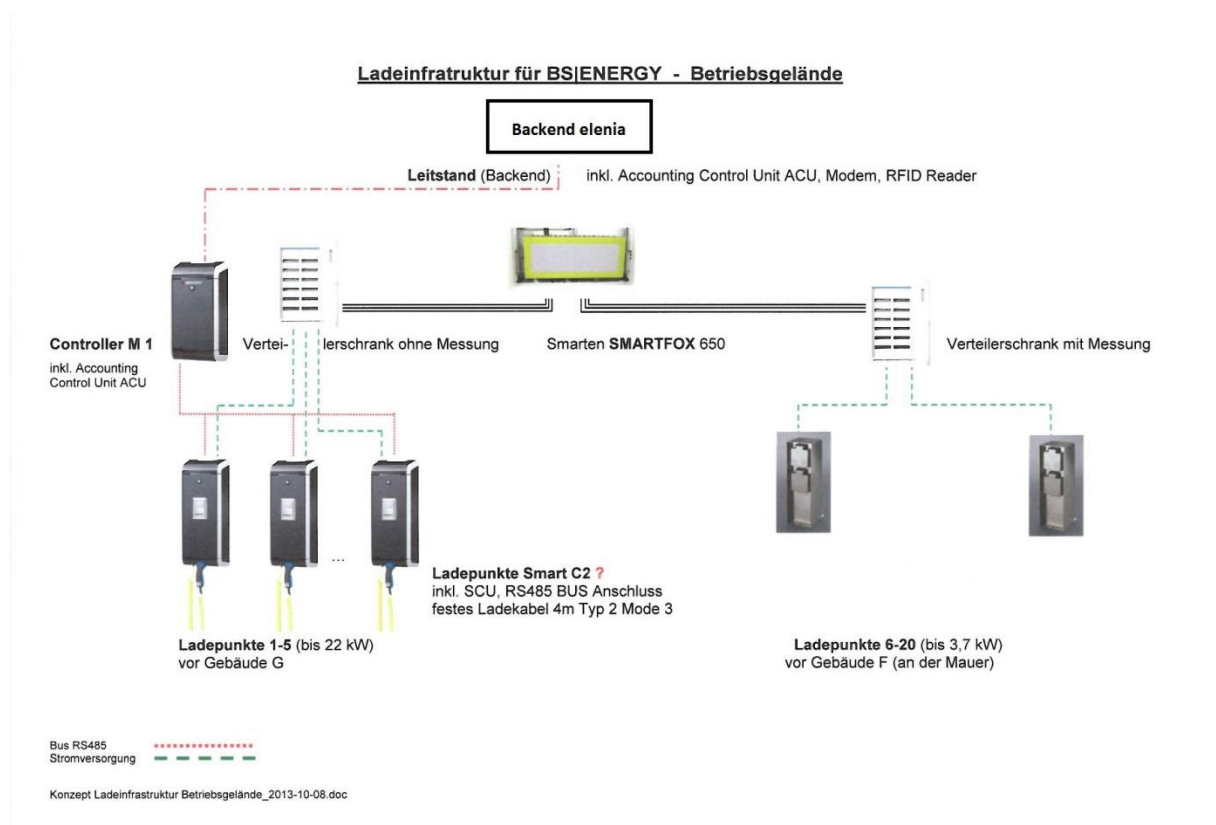 Ladeinfratruktur für BS|ENERGY - Betriebsgelände
Backend elenia
Leitstand (Backend) inkl. Accounting Control Unit ACU, Modem, RFID Reader
Controller M 1
inkl. Accounting
Control Unit ACU
Vertei- lerschrank ohne Messung
Smarten SMARTFOX 650
Verteilerschrank mit Messung
...
Ladepunkte Smart C2 ?
inkl. SCU, RS485 BUS Anschluss
festes Ladekabel 4m Typ 2 Mode 3
Ladepunkte 1-5 (bis 22 kW)
vor Gebäude G
Ladepunkte 6-20 (bis 3,7 kW)
vor Gebäude F (an der Mauer)
Bus RS485
Stromversorgung
Konzept Ladeinfrastruktur Betriebsgelände_2013-10-08.doc